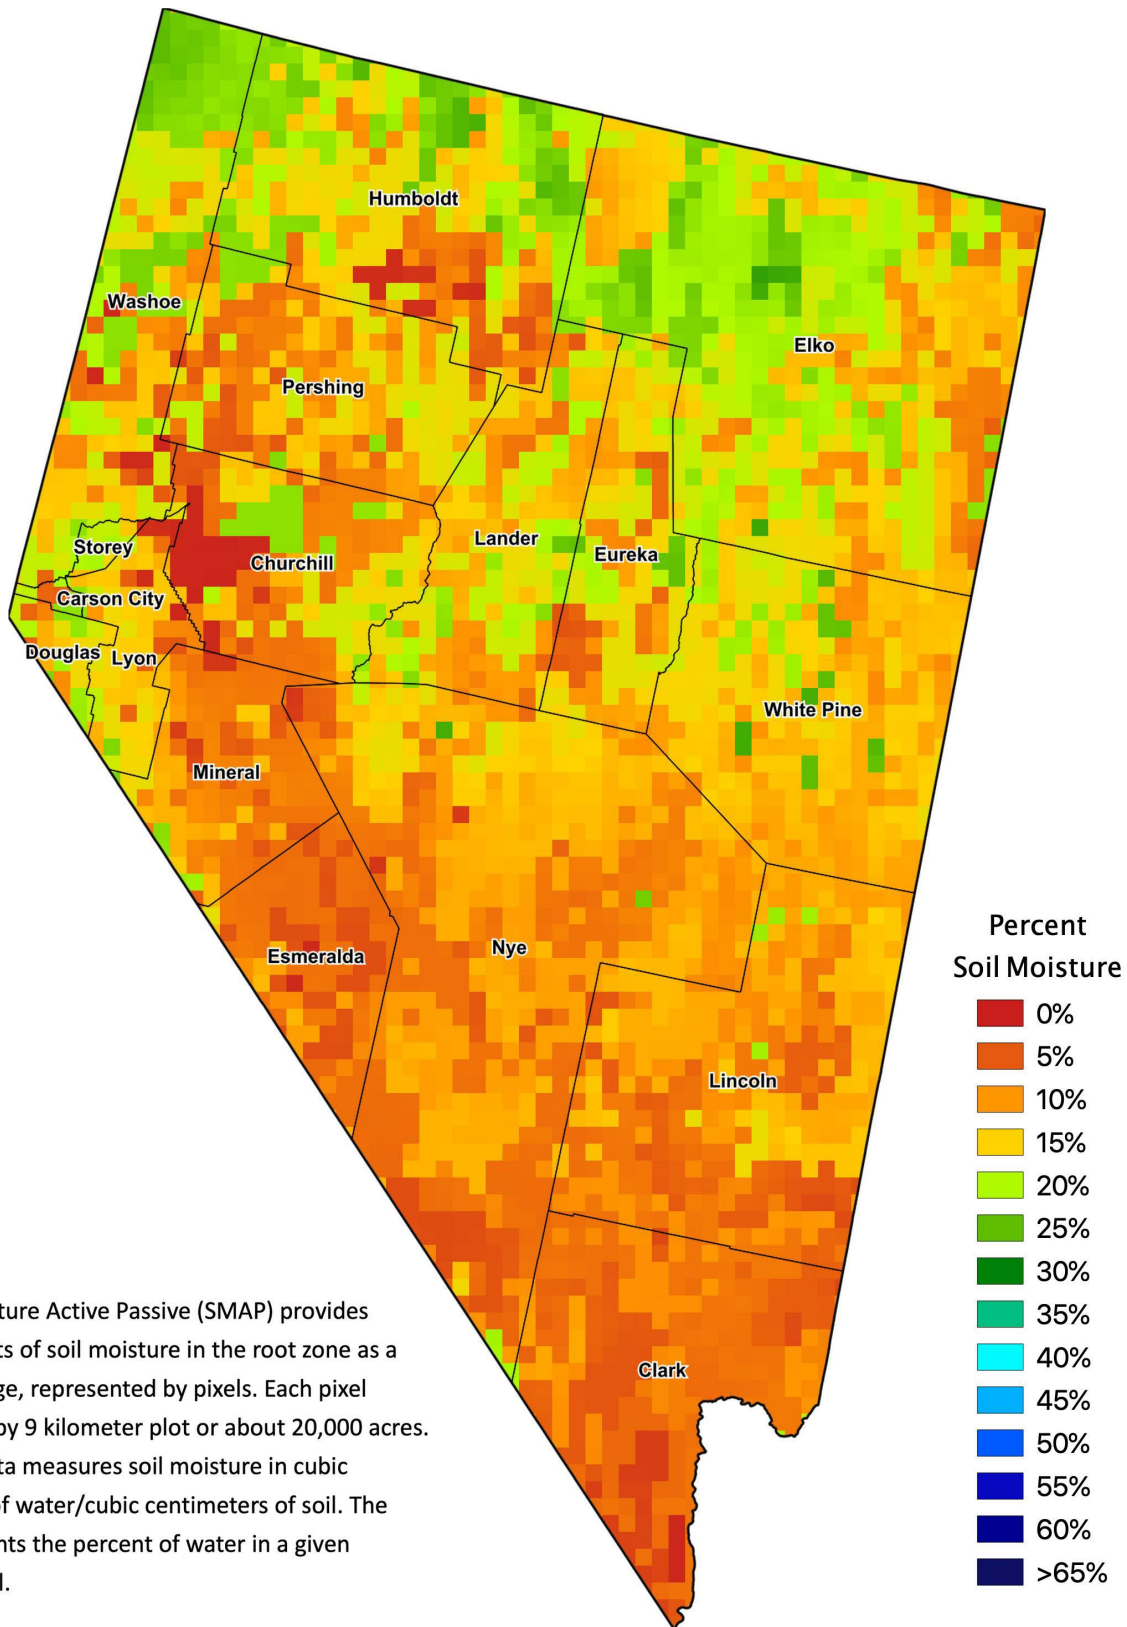 Humboldt
Washoe
Elko
Pershing
Lander
Storey
Eureka
Churchill
Carson City
Douglas
Lyon
White Pine
Mineral
Nye
Esmeralda
Lincoln
Clark
Percent
Soil Moisture
0%
5%
10%
15%
20%
25%
30%
35%
40%
45%
50%
55%
60%
>65%
ture Active Passive (SMAP) provides
ts of soil moisture in the root zone as a
ge, represented by pixels. Each pixel
by 9 kilometer plot or about 20,000 acres.
ta measures soil moisture in cubic
of water/cubic centimeters of soil. The
nts the percent of water in a given
l.